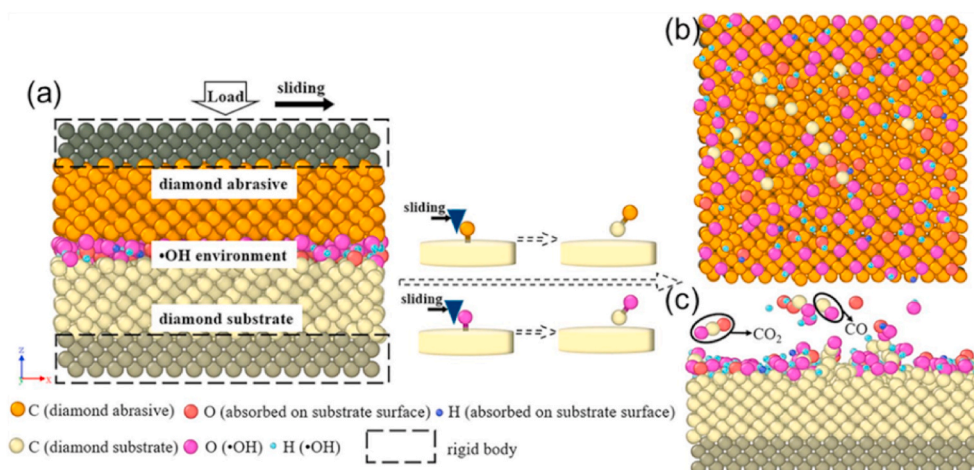 (a)
Load
sliding
diamond abrasive
•OH environment
diamond substrate
z
x
sliding
sliding
(b)
(c)
CO₂
CO
C (diamond abrasive) O (absorbed on substrate surface) H (absorbed on substrate surface)
C (diamond substrate) O (•OH) H (•OH) rigid body